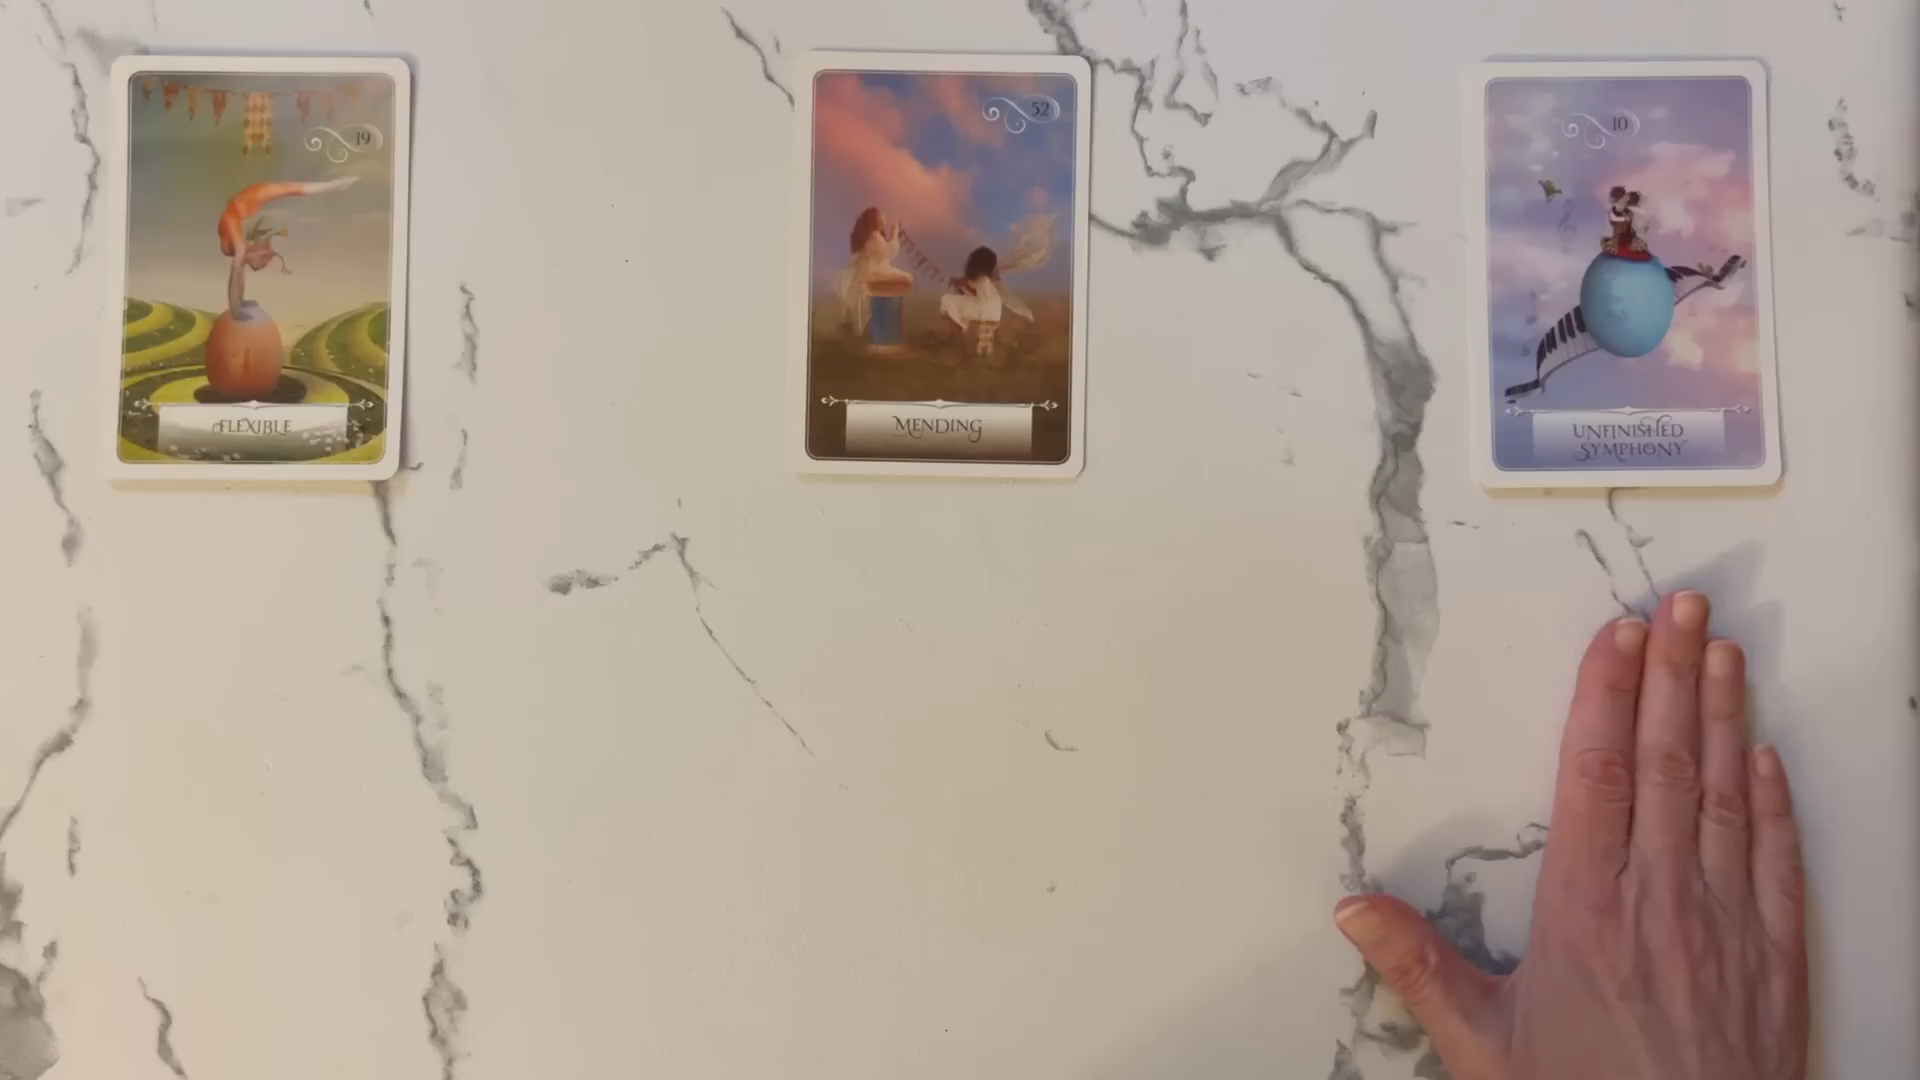 19
FLEXIBLE
52
MENDING
10
UNFINISHED
SYMPHONY